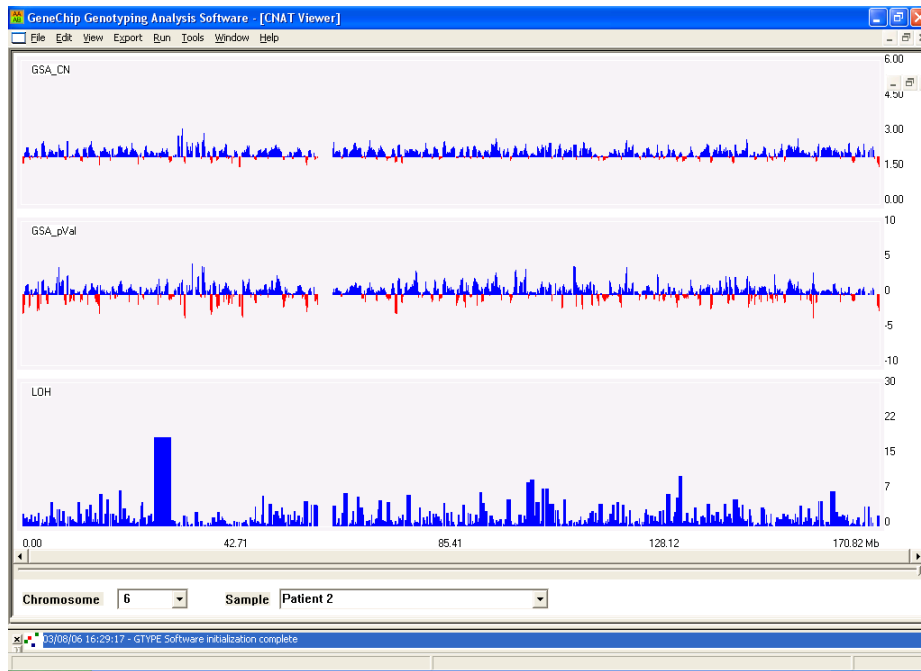 GeneChip Genotyping Analysis Software - [CNAT Viewer]
File Edit View Export Run Tools Window Help
GSA_CN
6.00
4.50
3.00
1.50
0.00
GSA_pVal
10
5
0
-5
-10
LOH
30
22
15
7
0
0.00 42.71 85.41 128.12 170.82 Mb
Chromosome 6 Sample Patient 2
03/08/06 16:29:17 - GTYPE Software initialization complete